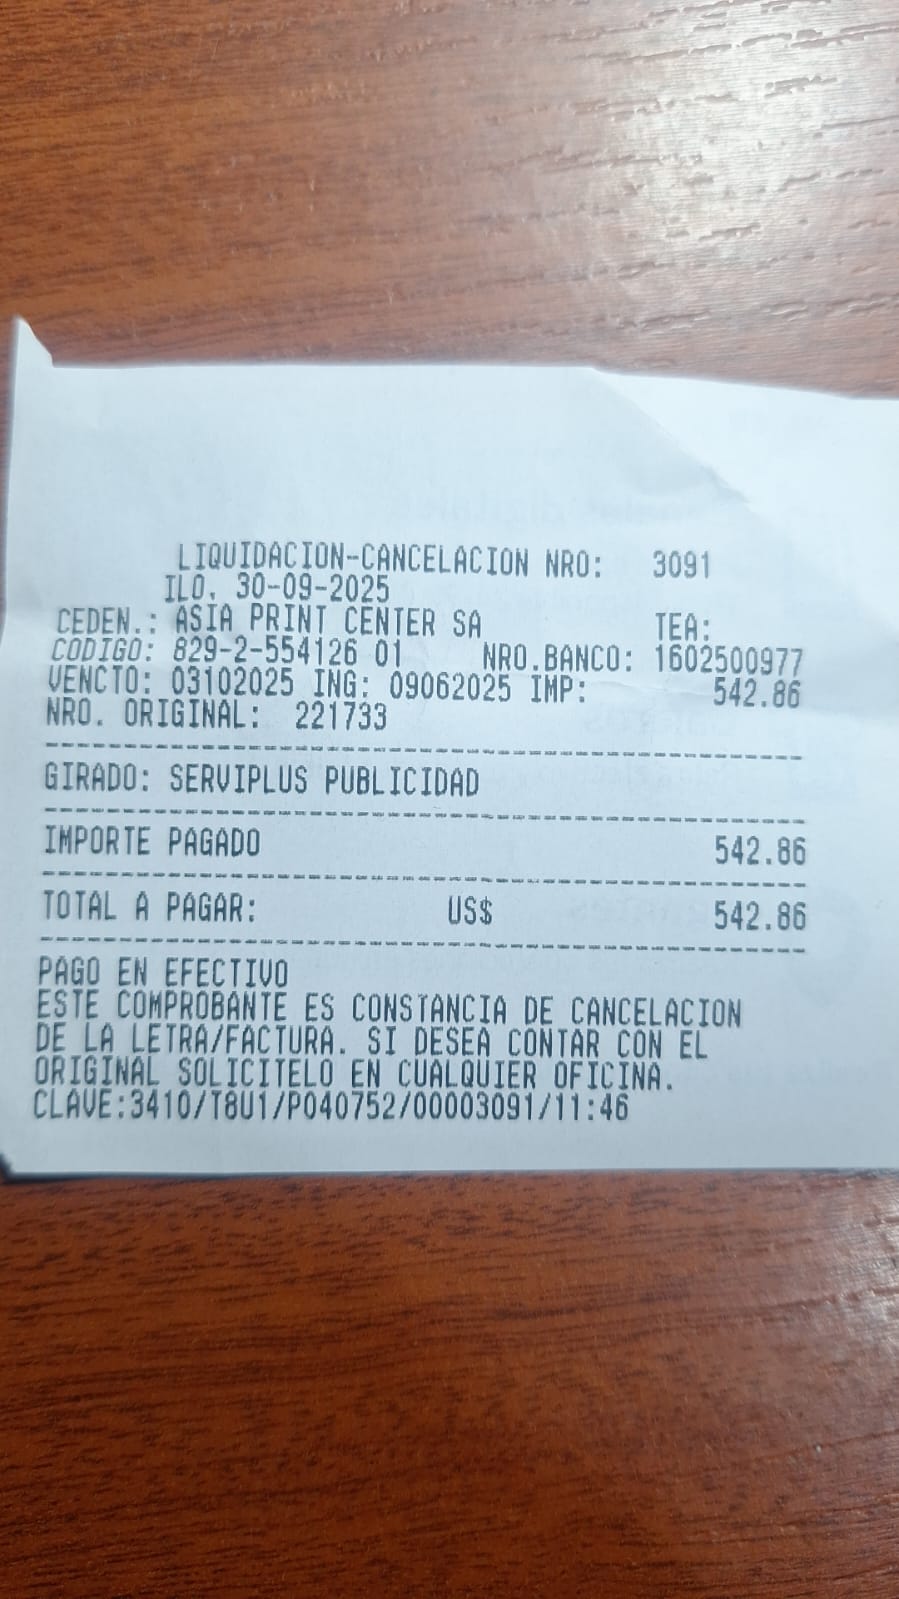 LIQUIDACION-CANCELACION NRO: 3091
ILO, 30-09-2025
CEDEN.: ASIA PRINT CENTER SA TEA:
CODIGO: 829-2-554126 01 NRO.BANCO: 1602500977
VENCTO: 03102025 ING: 09062025 IMP: 542.86
NRO. ORIGINAL: 221733
GIRADO: SERVIPLUS PUBLICIDAD
IMPORTE PAGADO 542.86
TOTAL A PAGAR: US$ 542.86
PAGO EN EFECTIVO
ESTE COMPROBANTE ES CONSTANCIA DE CANCELACION
DE LA LETRA/FACTURA. SI DESEA CONTAR CON EL
ORIGINAL SOLICITELO EN CUALQUIER OFICINA.
CLAVE:3410/T8U1/P040752/00003091/11:46